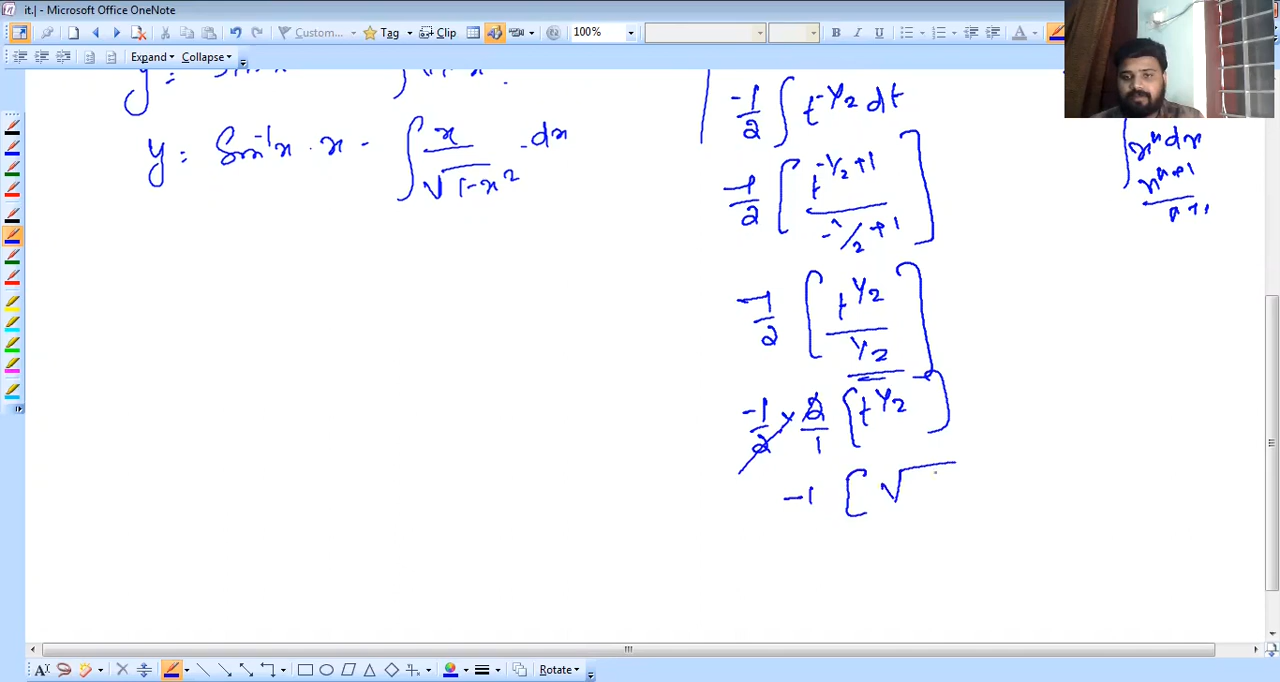 it.| - Microsoft Office OneNote
Custom... Tag Clip 100% B I U A
Expand Collapse
y = Sin⁻¹x . x - ∫ x/√1-x² . dx
-1/2 ∫ t^-1/2 dt
-1/2 [ t^-1/2+1 / -1/2+1 ]
-1/2 [ t^1/2 / 1/2 ]
-1/2 × 2/1 [ t^1/2 ]
-1 [ √
∫ xⁿ dx
xⁿ⁺¹ / n+1
Rotate